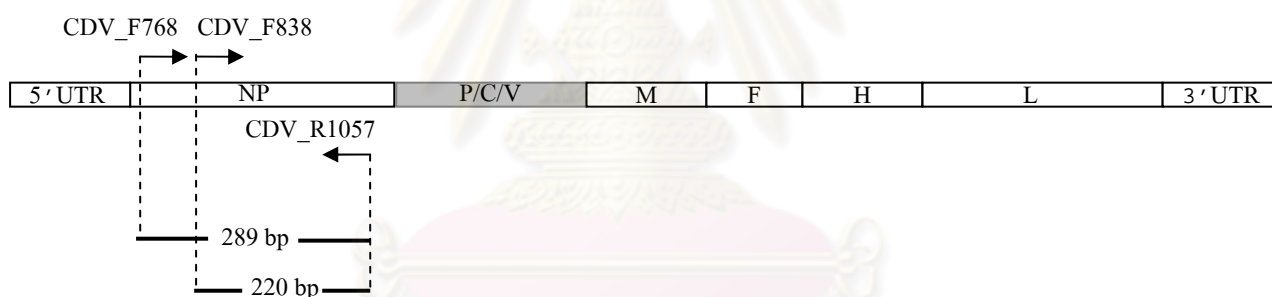 CDV_F768 CDV_F838
5'UTR NP P/C/V M F H L 3'UTR
CDV_R1057
289 bp
220 bp